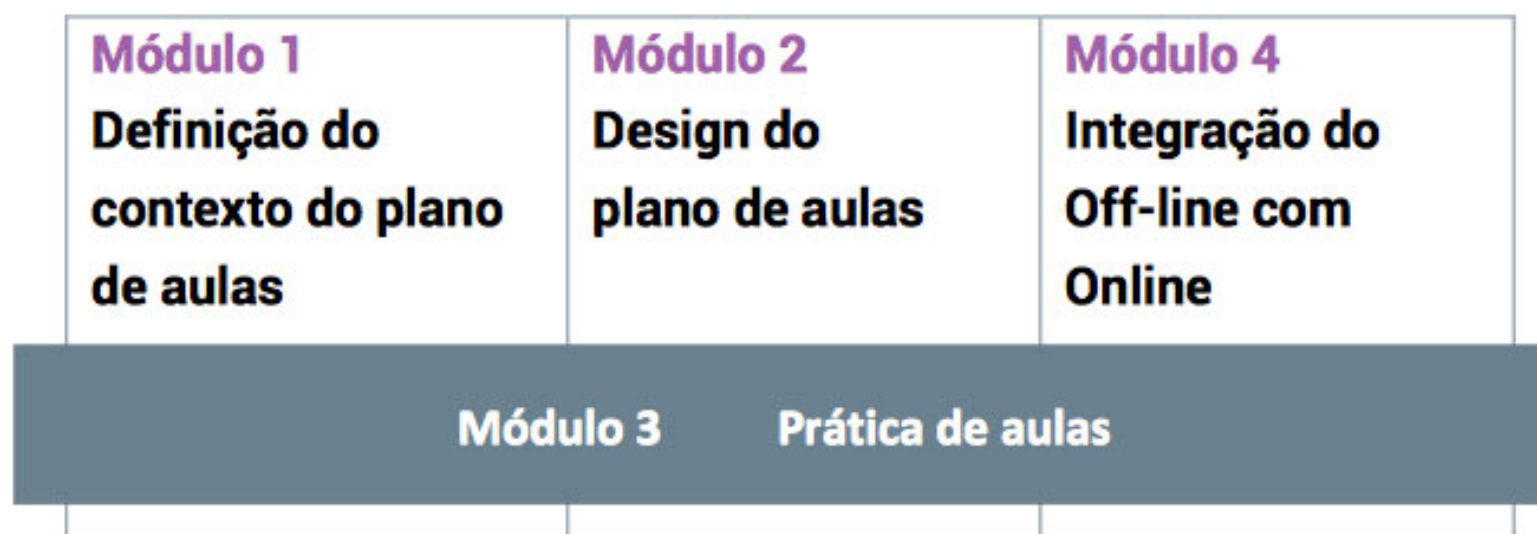 Módulo 1
Definição do
contexto do plano
de aulas
Módulo 2
Design do
plano de aulas
Módulo 4
Integração do
Off-line com
Online
Módulo 3 Prática de aulas